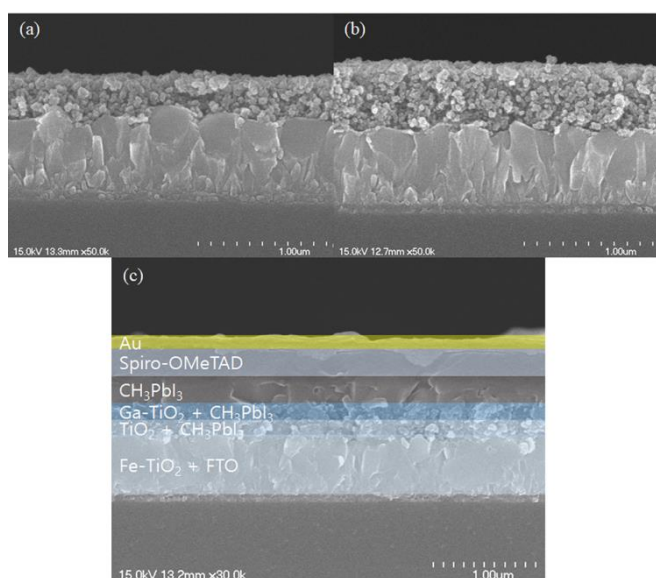 (a)
(b)
15.0kV 13.3mm x50.0k
1.00um
15.0kV 12.7mm x50.0k
1.00um
(c)
Au
Spiro-OMeTAD
CH₃PbI₃
Ga-TiO₂ + CH₃PbI₃
TiO₂ + CH₃PbI₃
Fe-TiO₂ + FTO
15.0kV 13.2mm x30.0k
1.00um